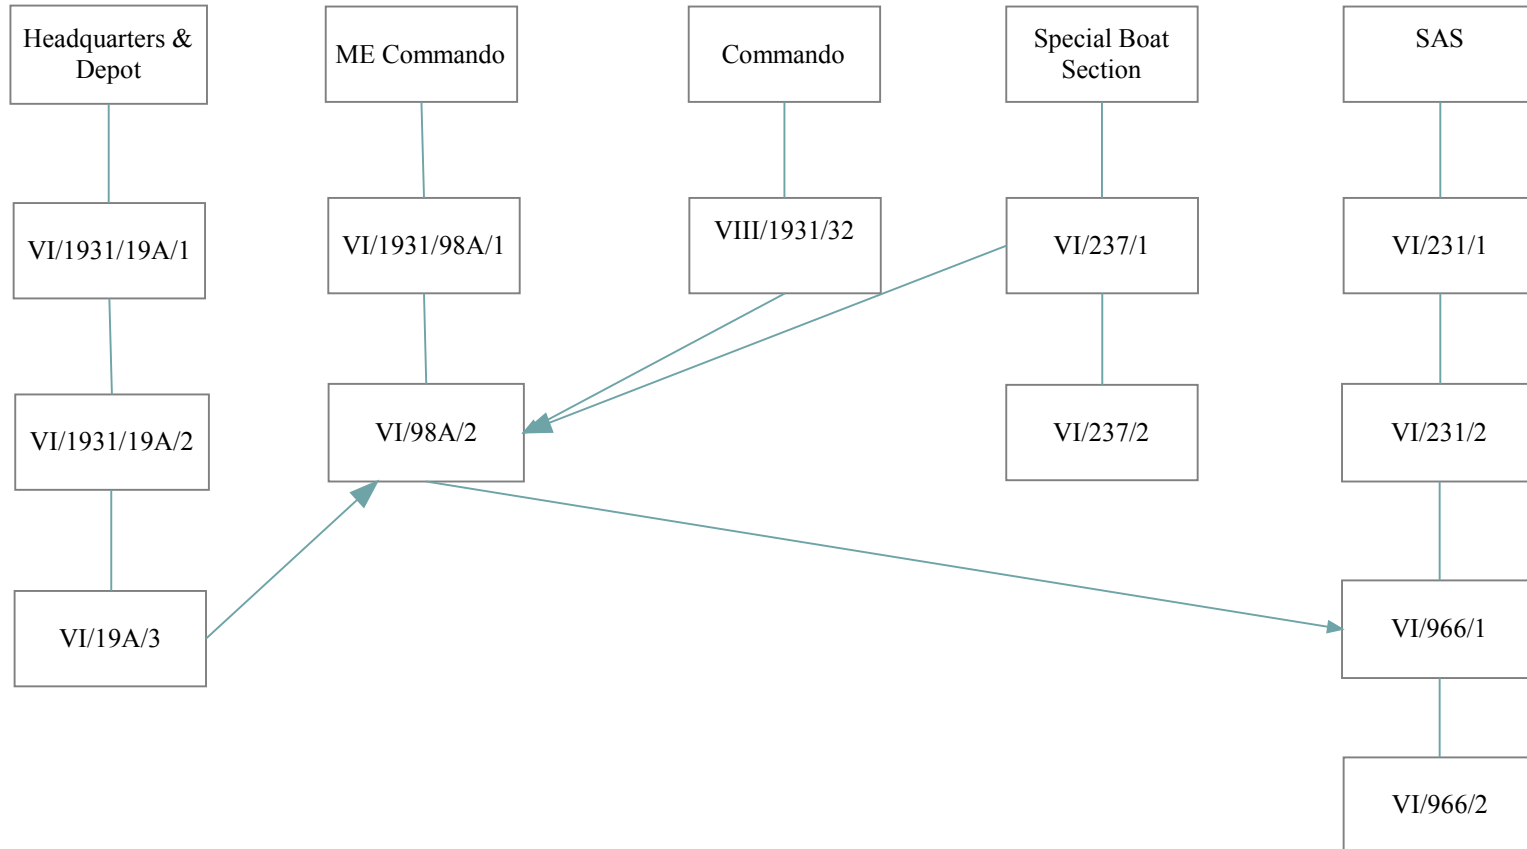 Headquarters &
Depot
ME Commando
Commando
Special Boat
Section
SAS
VI/1931/19A/1
VI/1931/98A/1
VIII/1931/32
VI/237/1
VI/231/1
VI/1931/19A/2
VI/98A/2
VI/237/2
VI/231/2
VI/19A/3
VI/966/1
VI/966/2